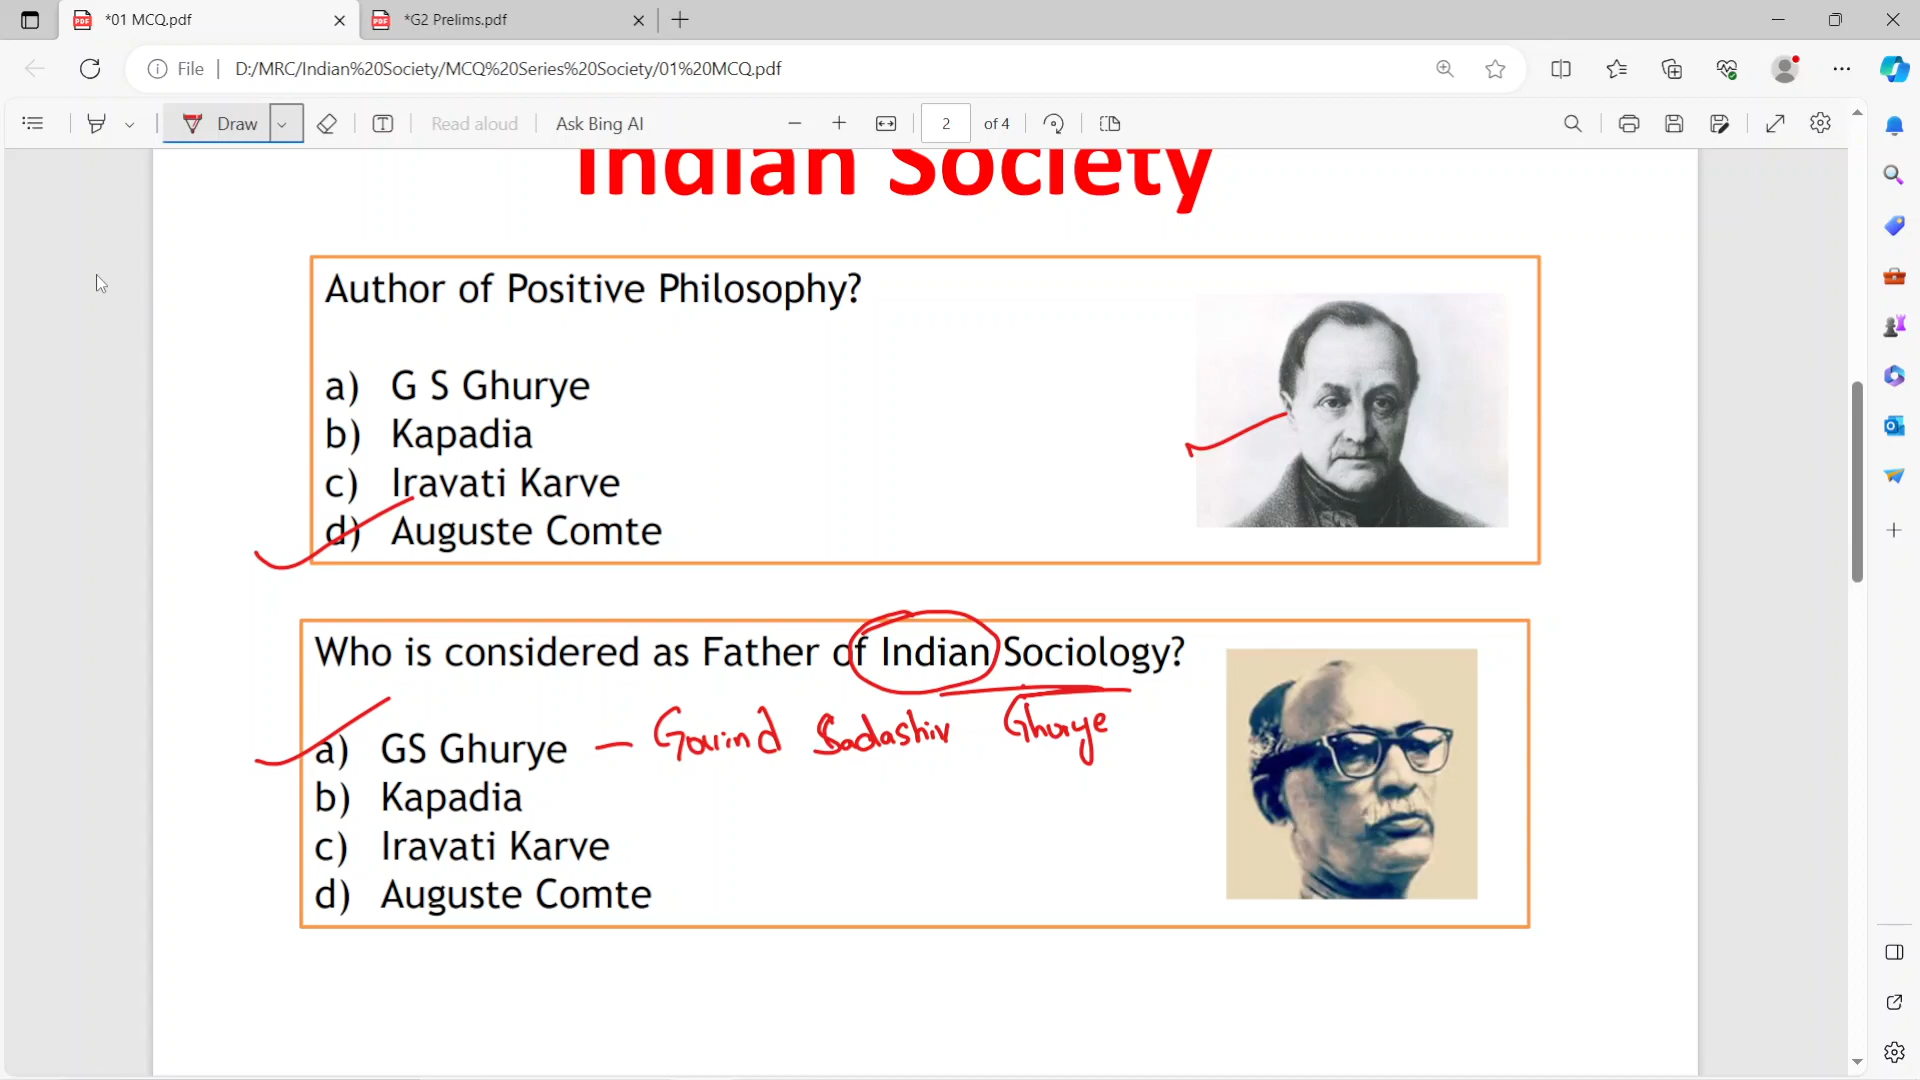 *01 MCQ.pdf
*G2 Prelims.pdf
File
D:/MRC/Indian%20Society/MCQ%20Series%20Society/01%20MCQ.pdf
Draw
Read aloud
Ask Bing AI
2
of 4
Indian Society
Author of Positive Philosophy?
a) G S Ghurye
b) Kapadia
c) Iravati Karve
d) Auguste Comte
Who is considered as Father of Indian Sociology?
a) GS Ghurye – Govind Sadashiv Ghurye
b) Kapadia
c) Iravati Karve
d) Auguste Comte